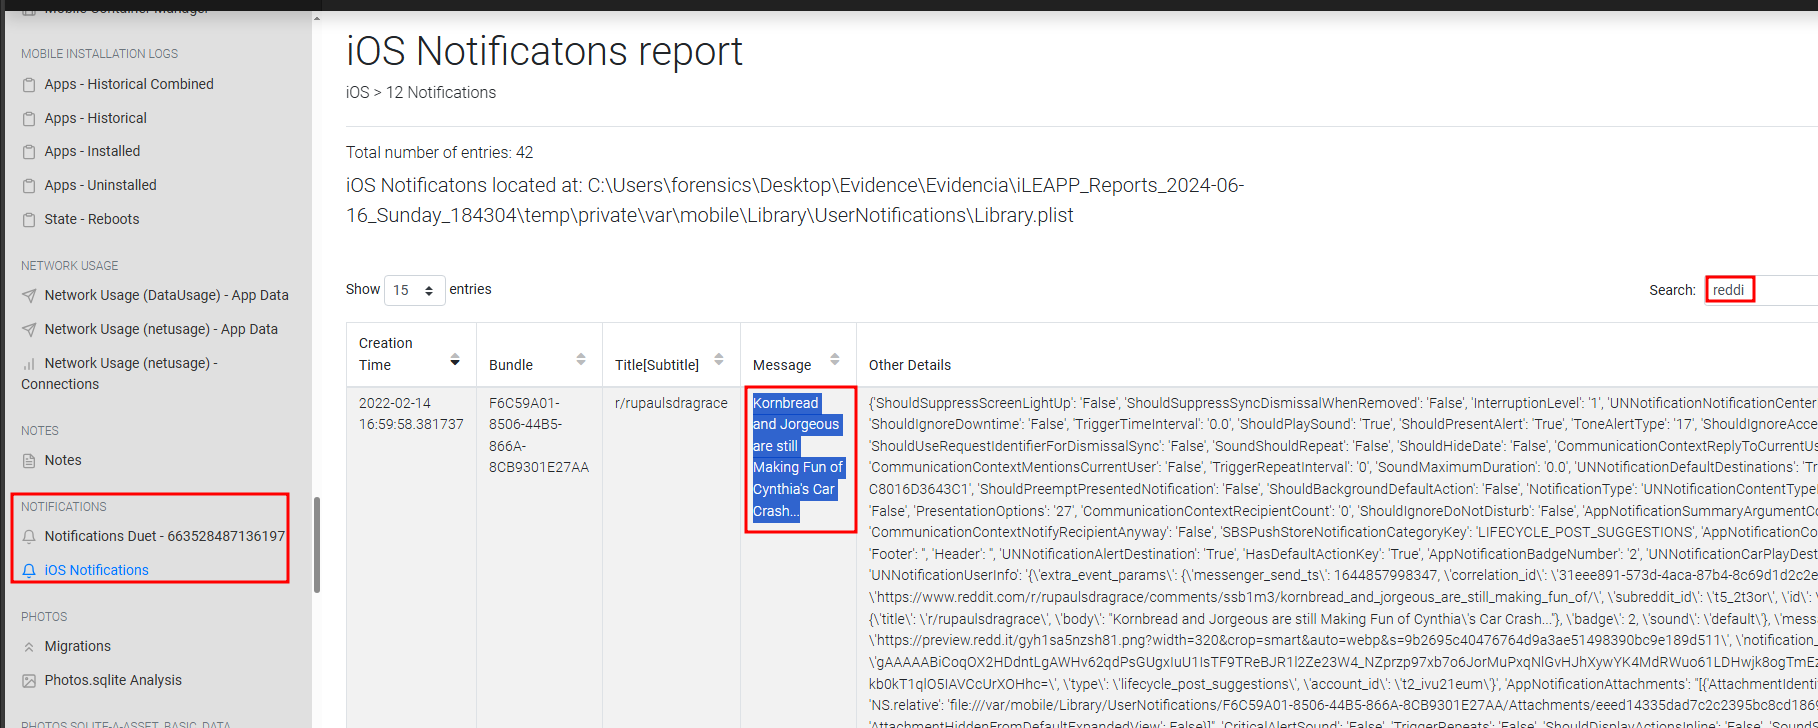 Mobile Container Manager
MOBILE INSTALLATION LOGS
Apps - Historical Combined
Apps - Historical
Apps - Installed
Apps - Uninstalled
State - Reboots
NETWORK USAGE
Network Usage (DataUsage) - App Data
Network Usage (netusage) - App Data
Network Usage (netusage) -
Connections
NOTES
Notes
NOTIFICATIONS
Notifications Duet - 663528487136197
iOS Notifications
PHOTOS
Migrations
Photos.sqlite Analysis
PHOTOS.SQLITE-A-ASSET_BASIC_DATA
iOS Notificatons report
iOS > 12 Notifications
Total number of entries: 42
iOS Notificatons located at: C:\Users\forensics\Desktop\Evidence\Evidencia\iLEAPP_Reports_2024-06-
16_Sunday_184304\temp\private\var\mobile\Library\UserNotifications\Library.plist
Show 15 entries
Search: reddi
Creation
Time
Bundle
Title[Subtitle]
Message
Other Details
2022-02-14
16:59:58.381737
F6C59A01-
8506-44B5-
866A-
8CB9301E27AA
r/rupaulsdragrace
Kornbread
and Jorgeous
are still
Making Fun of
Cynthia's Car
Crash...
{'ShouldSuppressScreenLightUp': 'False', 'ShouldSuppressSyncDismissalWhenRemoved': 'False', 'InterruptionLevel': '1', 'UNNotificationNotificationCenter
'ShouldIgnoreDowntime': 'False', 'TriggerTimeInterval': '0.0', 'ShouldPlaySound': 'True', 'ShouldPresentAlert': 'True', 'ToneAlertType': '17', 'ShouldIgnoreAcce
'ShouldUseRequestIdentifierForDismissalSync': 'False', 'SoundShouldRepeat': 'False', 'ShouldHideDate': 'False', 'CommunicationContextReplyToCurrentUs
'CommunicationContextMentionsCurrentUser': 'False', 'TriggerRepeatInterval': '0', 'SoundMaximumDuration': '0.0', 'UNNotificationDefaultDestinations': 'Tr
C8016D3643C1', 'ShouldPreemptPresentedNotification': 'False', 'ShouldBackgroundDefaultAction': 'False', 'NotificationType': 'UNNotificationContentType
'False', 'PresentationOptions': '27', 'CommunicationContextRecipientCount': '0', 'ShouldIgnoreDoNotDisturb': 'False', 'AppNotificationSummaryArgumentCo
'CommunicationContextNotifyRecipientAnyway': 'False', 'SBSPushStoreNotificationCategoryKey': 'LIFECYCLE_POST_SUGGESTIONS', 'AppNotificationCo
'Footer': '', 'Header': '', 'UNNotificationAlertDestination': 'True', 'HasDefaultActionKey': 'True', 'AppNotificationBadgeNumber': '2', 'UNNotificationCarPlayDest
'UNNotificationUserInfo': '{\'extra_event_params\': {\'messenger_send_ts\': 1644857998347, \'correlation_id\': \'31eee891-573d-4aca-87b4-8c69d1d2c2e
\'https://www.reddit.com/r/rupaulsdragrace/comments/ssb1m3/kornbread_and_jorgeous_are_still_making_fun_of/\', \'subreddit_id\': \'t5_2t3or\', \'id\': \'
{\'title\': \'r/rupaulsdragrace\', \'body\': "Kornbread and Jorgeous are still Making Fun of Cynthia\'s Car Crash..."}, \'badge\': 2, \'sound\': \'default\'}, \'mess
\'https://preview.redd.it/gyh1sa5nzsh81.png?width=320&crop=smart&auto=webp&s=9b2695c40476764d9a3ae51498390bc9e189d511\', \'notification_
\'gAAAAABiCoqOX2HDdntLgAWHv62qdPsGUgxIuU1IsTF9TReBJR1l2Ze23W4_NZprzp97xb7o6JorMuPxqNlGvHJhXywYK4MdRWuo61LDHwjk8ogTmEz
kb0kT1qlO5IAVCcUrXOHhc=\', \'type\': \'lifecycle_post_suggestions\', \'account_id\': \'t2_ivu21eum\'}', 'AppNotificationAttachments': "[{'AttachmentIdenti
'NS.relative': 'file:///var/mobile/Library/UserNotifications/F6C59A01-8506-44B5-866A-8CB9301E27AA/Attachments/eeed14335dad7c2c2395bc8cd186
'AttachmentHiddenFromDefaultExpandedView': False}]", 'CriticalAlertSound': 'False', 'TriggerRepeats': 'False', 'ShouldDisplayActionsInline': 'False', 'Soun